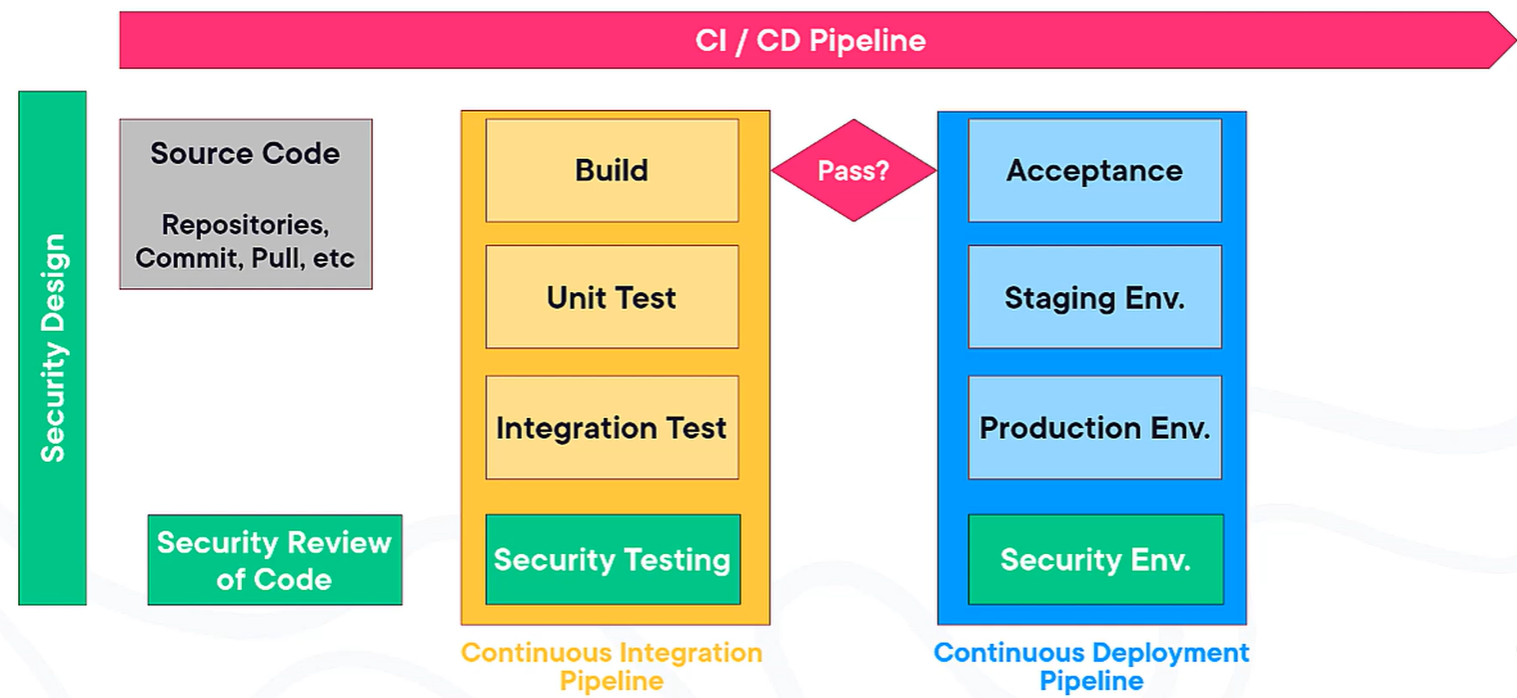 CI / CD Pipeline
Security Design
Source Code
Repositories,
Commit, Pull, etc
Security Review
of Code
Build
Unit Test
Integration Test
Security Testing
Continuous Integration
Pipeline
Pass?
Acceptance
Staging Env.
Production Env.
Security Env.
Continuous Deployment
Pipeline